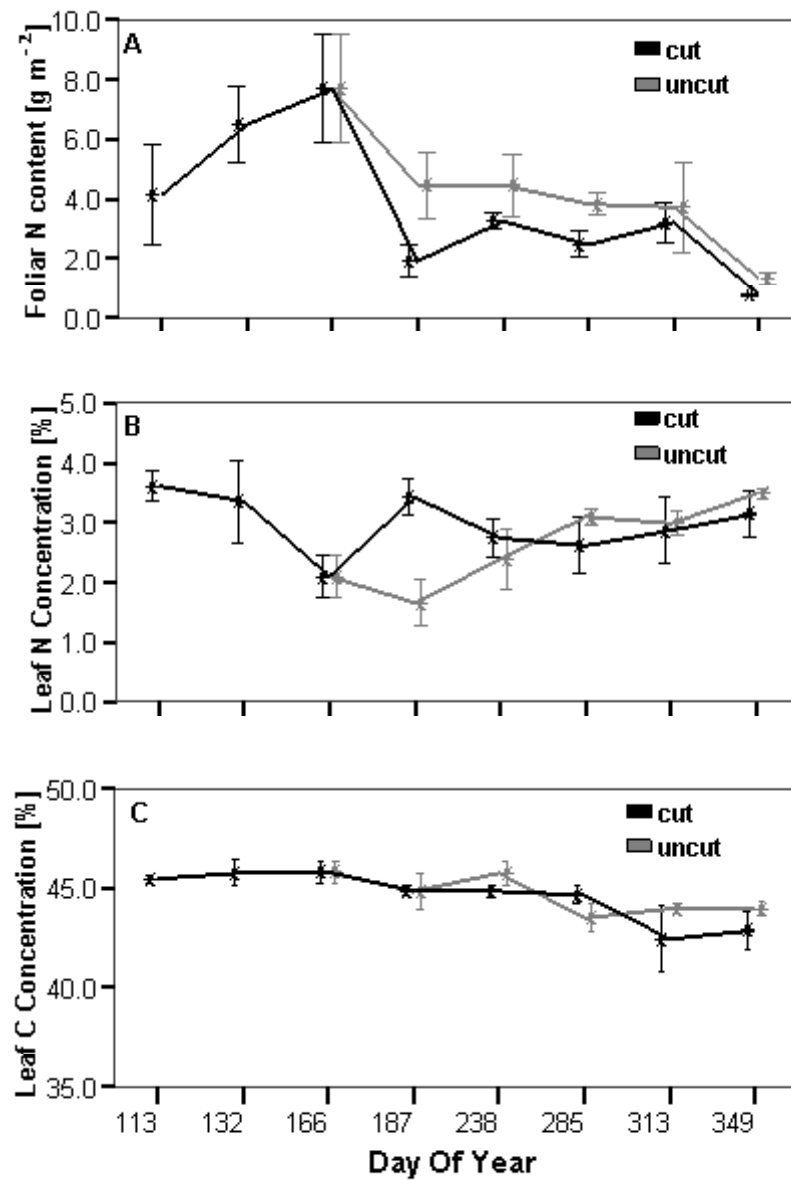 A
cut
uncut
Foliar N content [g m⁻²]
10.0
8.0
6.0
4.0
2.0
0.0
B
cut
uncut
Leaf N Concentration [%]
5.0
4.0
3.0
2.0
1.0
0.0
C
cut
uncut
Leaf C Concentration [%]
50.0
45.0
40.0
35.0
113 132 166 187 238 285 313 349
Day Of Year